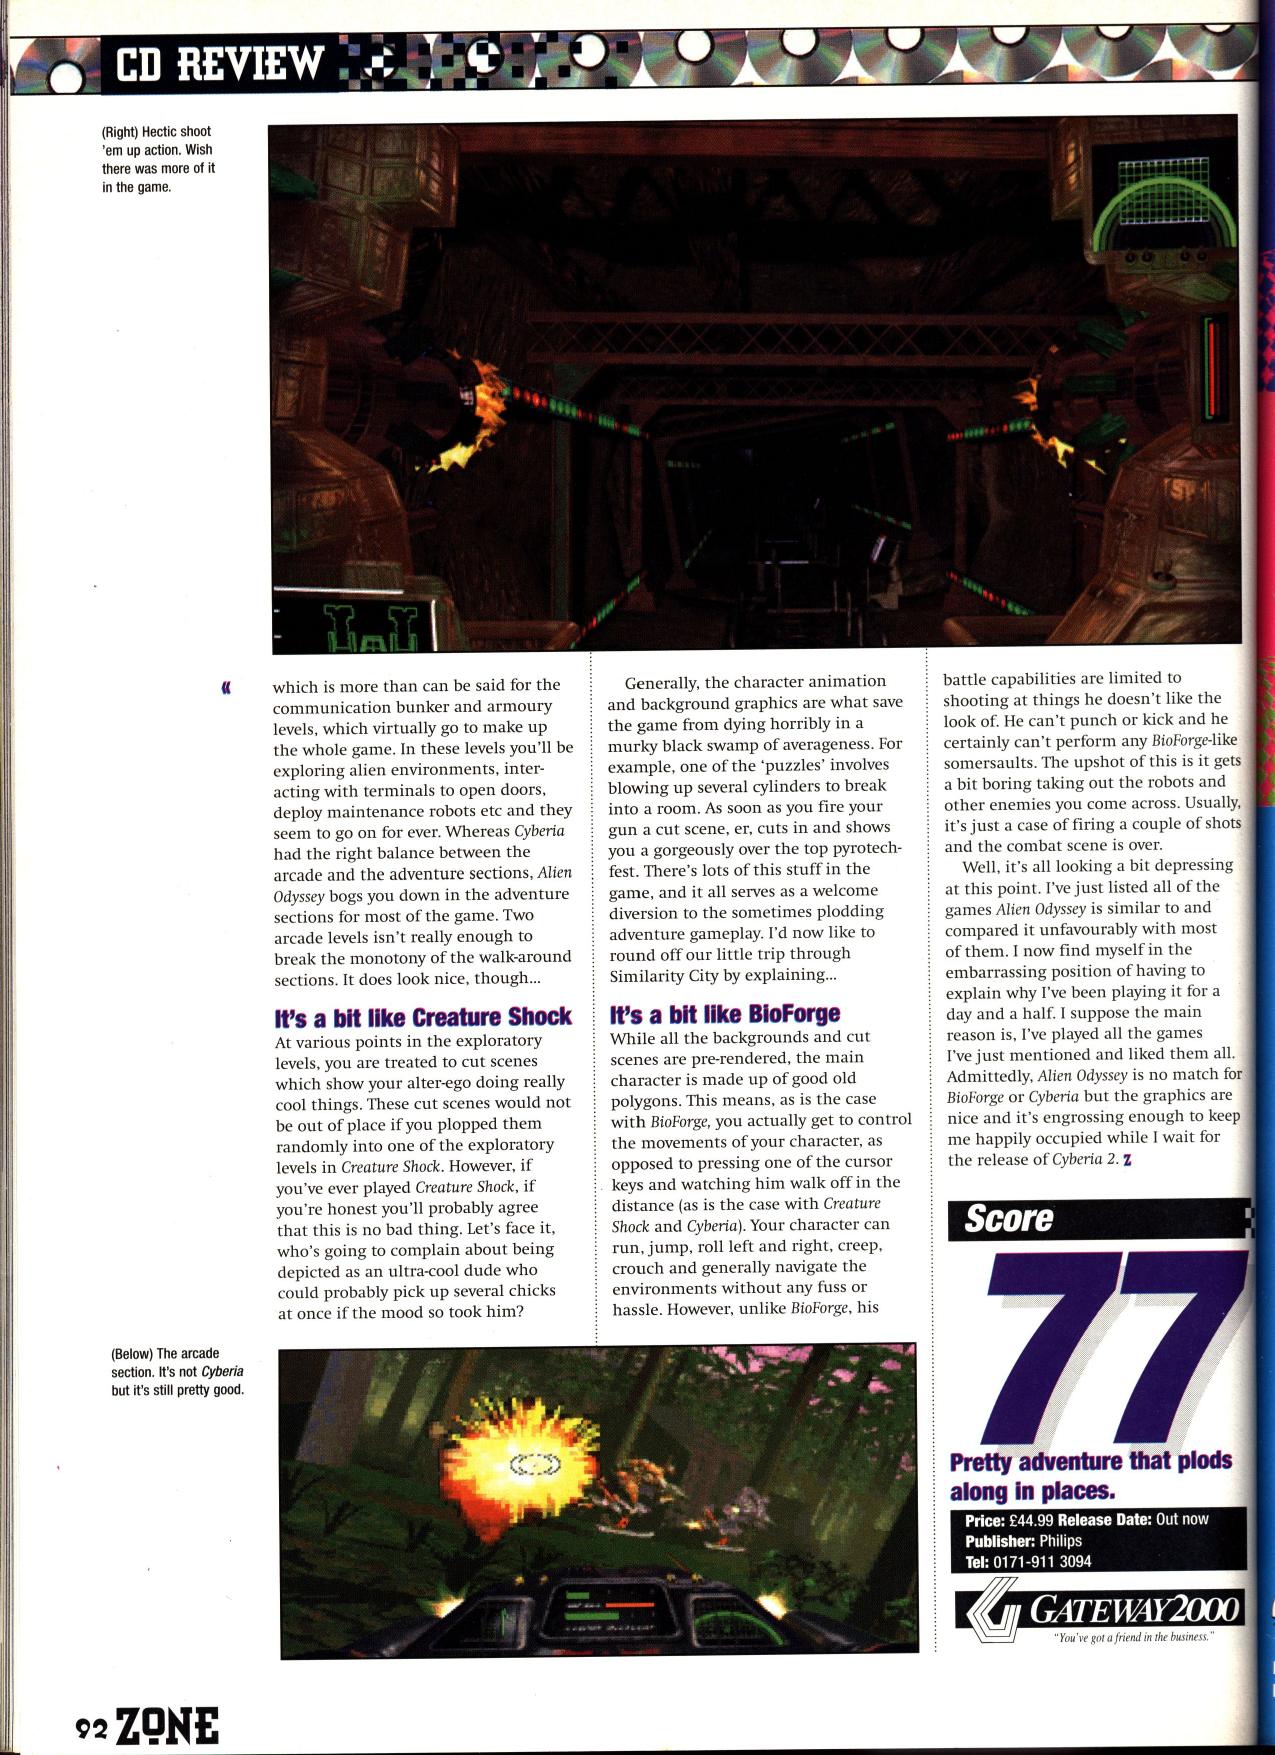 CD REVIEW
(Right) Hectic shoot
'em up action. Wish
there was more of it
in the game.
« which is more than can be said for the
communication bunker and armoury
levels, which virtually go to make up
the whole game. In these levels you'll be
exploring alien environments, inter-
acting with terminals to open doors,
deploy maintenance robots etc and they
seem to go on for ever. Whereas Cyberia
had the right balance between the
arcade and the adventure sections, Alien
Odyssey bogs you down in the adventure
sections for most of the game. Two
arcade levels isn't really enough to
break the monotony of the walk-around
sections. It does look nice, though...
It's a bit like Creature Shock
At various points in the exploratory
levels, you are treated to cut scenes
which show your alter-ego doing really
cool things. These cut scenes would not
be out of place if you plopped them
randomly into one of the exploratory
levels in Creature Shock. However, if
you've ever played Creature Shock, if
you're honest you'll probably agree
that this is no bad thing. Let's face it,
who's going to complain about being
depicted as an ultra-cool dude who
could probably pick up several chicks
at once if the mood so took him?
Generally, the character animation
and background graphics are what save
the game from dying horribly in a
murky black swamp of averageness. For
example, one of the 'puzzles' involves
blowing up several cylinders to break
into a room. As soon as you fire your
gun a cut scene, er, cuts in and shows
you a gorgeously over the top pyrotech-
fest. There's lots of this stuff in the
game, and it all serves as a welcome
diversion to the sometimes plodding
adventure gameplay. I'd now like to
round off our little trip through
Similarity City by explaining...
It's a bit like BioForge
While all the backgrounds and cut
scenes are pre-rendered, the main
character is made up of good old
polygons. This means, as is the case
with BioForge, you actually get to control
the movements of your character, as
opposed to pressing one of the cursor
keys and watching him walk off in the
distance (as is the case with Creature
Shock and Cyberia). Your character can
run, jump, roll left and right, creep,
crouch and generally navigate the
environments without any fuss or
hassle. However, unlike BioForge, his
battle capabilities are limited to
shooting at things he doesn't like the
look of. He can't punch or kick and he
certainly can't perform any BioForge-like
somersaults. The upshot of this is it gets
a bit boring taking out the robots and
other enemies you come across. Usually,
it's just a case of firing a couple of shots
and the combat scene is over.
Well, it's all looking a bit depressing
at this point. I've just listed all of the
games Alien Odyssey is similar to and
compared it unfavourably with most
of them. I now find myself in the
embarrassing position of having to
explain why I've been playing it for a
day and a half. I suppose the main
reason is, I've played all the games
I've just mentioned and liked them all.
Admittedly, Alien Odyssey is no match for
BioForge or Cyberia but the graphics are
nice and it's engrossing enough to keep
me happily occupied while I wait for
the release of Cyberia 2. Z
(Below) The arcade
section. It's not Cyberia
but it's still pretty good.
Score
77
Pretty adventure that plods
along in places.
Price: £44.99 Release Date: Out now
Publisher: Philips
Tel: 0171-911 3094
GATEWAY2000
"You've got a friend in the business."
92 ZONE